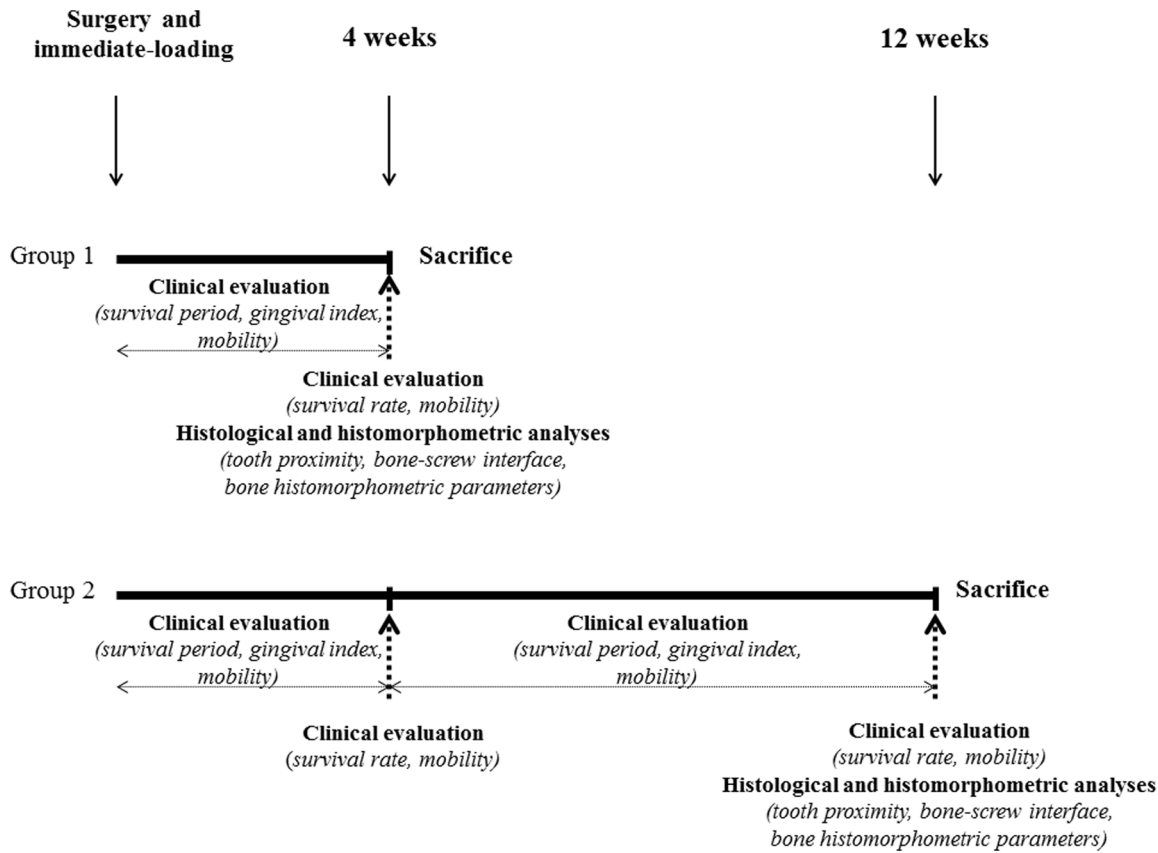 Surgery and
immediate-loading
4 weeks
12 weeks
Group 1
Sacrifice
Clinical evaluation
(survival period, gingival index,
mobility)
Clinical evaluation
(survival rate, mobility)
Histological and histomorphometric analyses
(tooth proximity, bone-screw interface,
bone histomorphometric parameters)
Group 2
Sacrifice
Clinical evaluation
(survival period, gingival index,
mobility)
Clinical evaluation
(survival period, gingival index,
mobility)
Clinical evaluation
(survival rate, mobility)
Clinical evaluation
(survival rate, mobility)
Histological and histomorphometric analyses
(tooth proximity, bone-screw interface,
bone histomorphometric parameters)